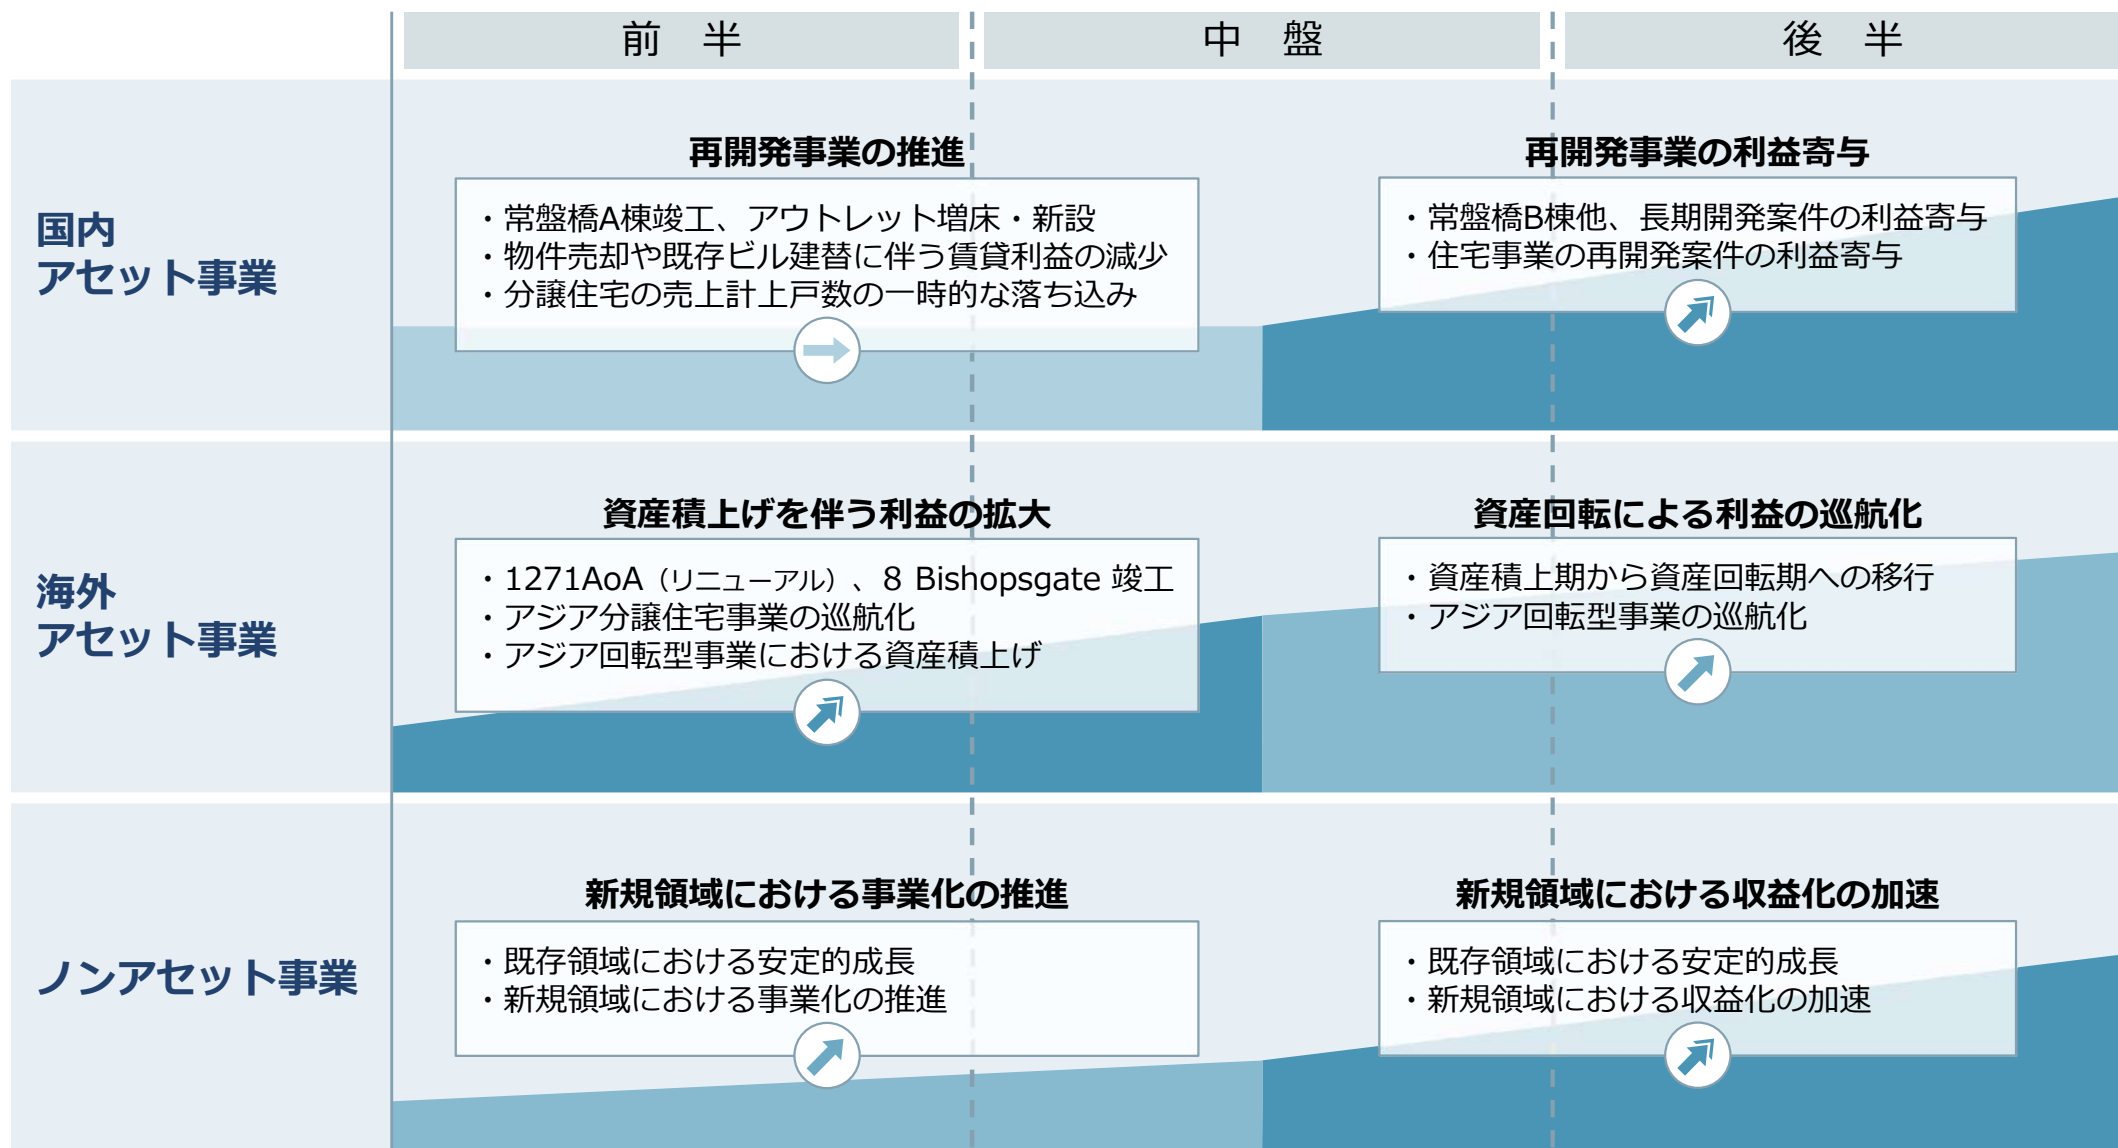 前　半
中　盤
後　半
国内
アセット事業
再開発事業の推進
・常盤橋A棟竣工、アウトレット増床・新設
・物件売却や既存ビル建替に伴う賃貸利益の減少
・分譲住宅の売上計上戸数の一時的な落ち込み
再開発事業の利益寄与
・常盤橋B棟他、長期開発案件の利益寄与
・住宅事業の再開発案件の利益寄与
海外
アセット事業
資産積上げを伴う利益の拡大
・1271AoA（リニューアル）、8 Bishopsgate 竣工
・アジア分譲住宅事業の巡航化
・アジア回転型事業における資産積上げ
資産回転による利益の巡航化
・資産積上期から資産回転期への移行
・アジア回転型事業の巡航化
ノンアセット事業
新規領域における事業化の推進
・既存領域における安定的成長
・新規領域における事業化の推進
新規領域における収益化の加速
・既存領域における安定的成長
・新規領域における収益化の加速